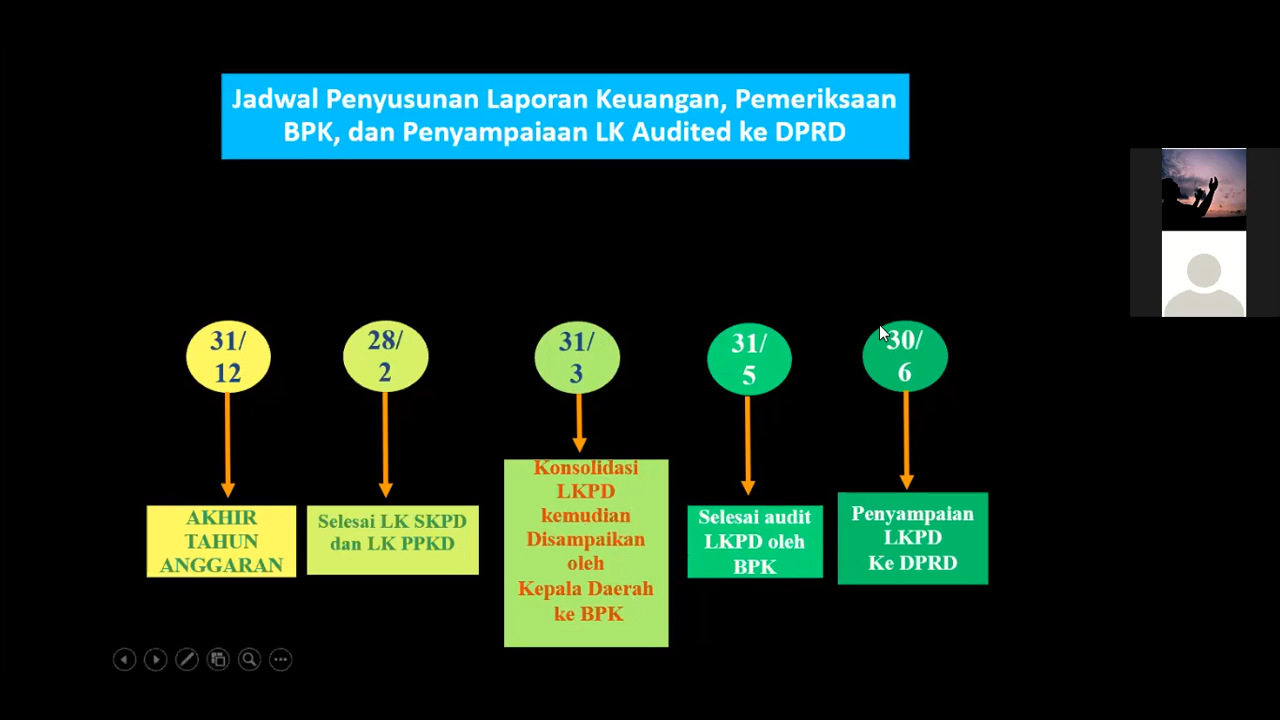 Jadwal Penyusunan Laporan Keuangan, Pemeriksaan
BPK, dan Penyampaiaan LK Audited ke DPRD
31/
12
28/
2
31/
3
31/
5
30/
6
AKHIR
TAHUN
ANGGARAN
Selesai LK SKPD
dan LK PPKD
Konsolidasi
LKPD
kemudian
Disampaikan
oleh
Kepala Daerah
ke BPK
Selesai audit
LKPD oleh
BPK
Penyampaian
LKPD
Ke DPRD